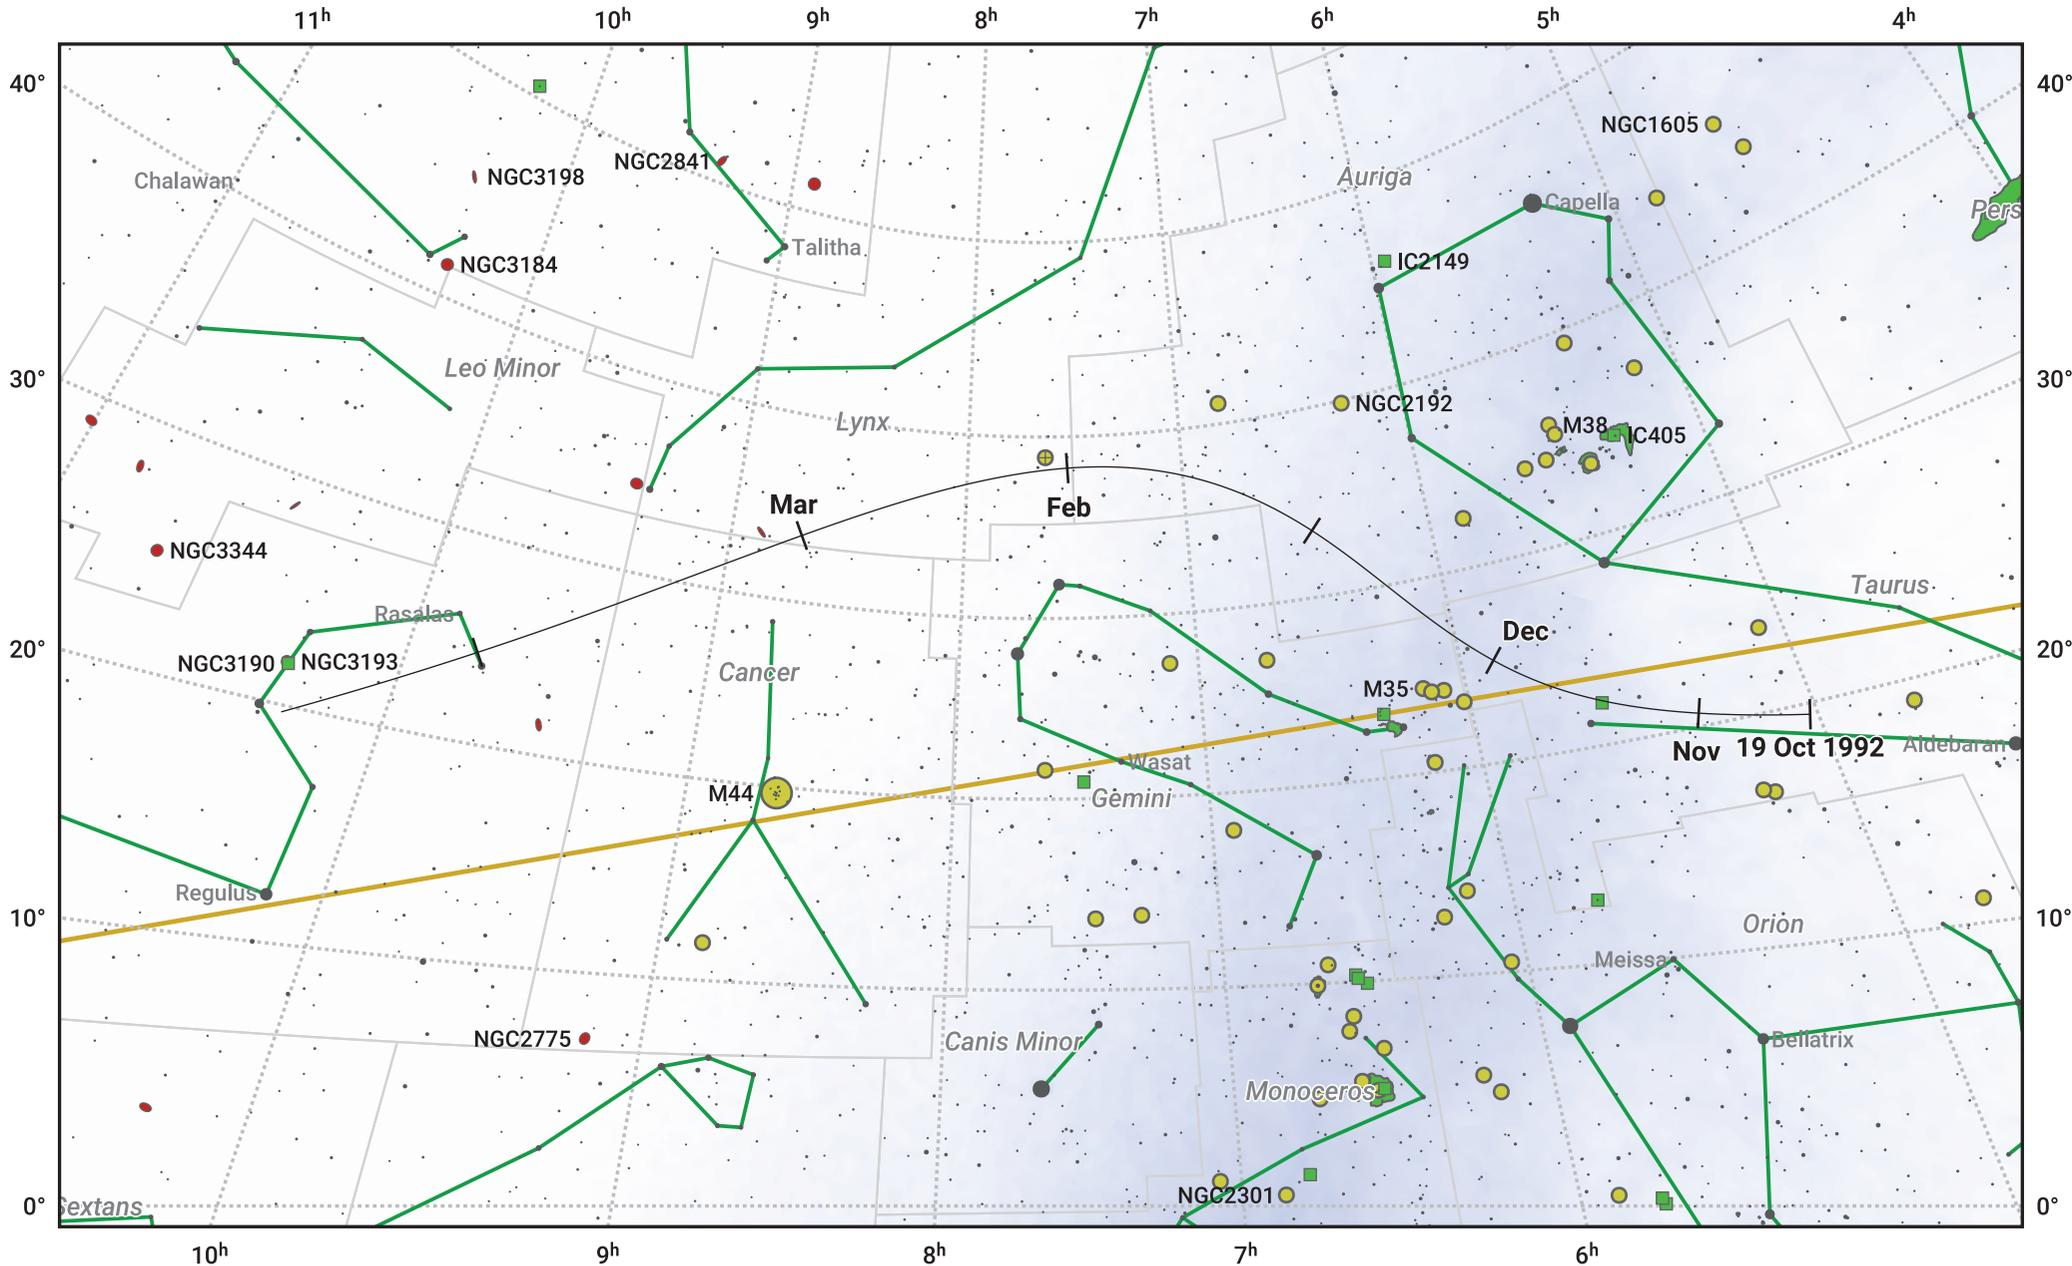 11h 10h 9h 8h 7h 6h 5h 4h
40° 40°
NGC1605
NGC2841
Chalawan NGC3198 Auriga
Capella
Pers
Talitha
NGC3184 IC2149
Leo Minor
30° 30°
NGC2192
Lynx M38 IC405
Mar Feb
NGC3344
Taurus
Rasalas
Dec
20° 20°
NGC3190 NGC3193
Cancer
M35
Nov 19 Oct 1992 Aldebaran
Wasat
M44 Gemini
Regulus
10° 10°
Orion
Meissa
NGC2775 Canis Minor Bellatrix
Monoceros
NGC2301
0° Sextans 0°
10h 9h 8h 7h 6h